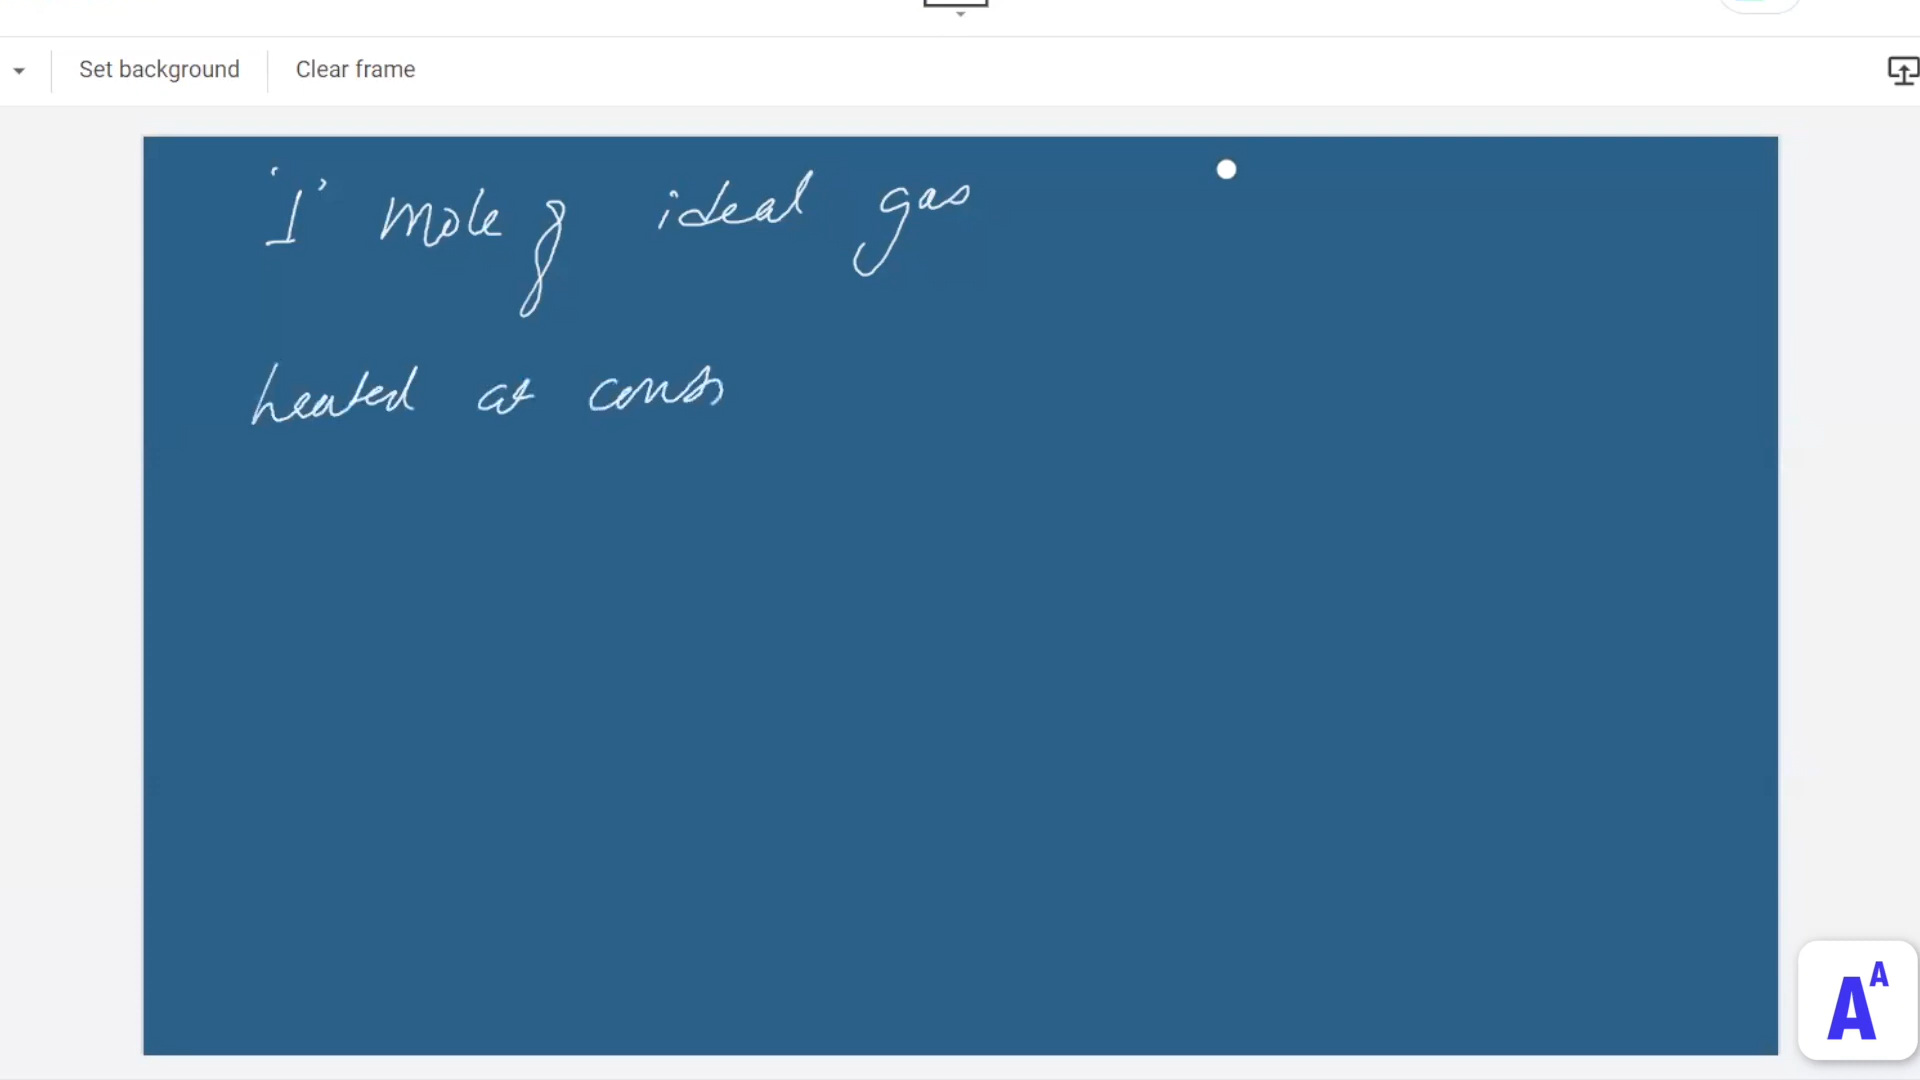 Set background Clear frame
'1' mole of ideal gas
heated at const
A A